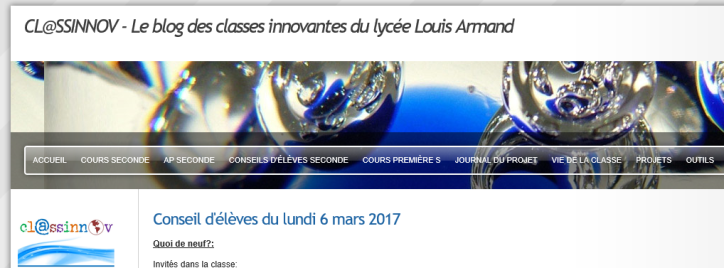 CL@SSINNOV - Le blog des classes innovantes du lycée Louis Armand
ACCUEIL COURS SECONDE AP SECONDE CONSEILS D'ÉLÈVES SECONDE COURS PREMIÈRE S JOURNAL DU PROJET VIE DE LA CLASSE PROJETS OUTILS
cl@ssinnov
Conseil d'élèves du lundi 6 mars 2017
Quoi de neuf?:
Invités dans la classe: